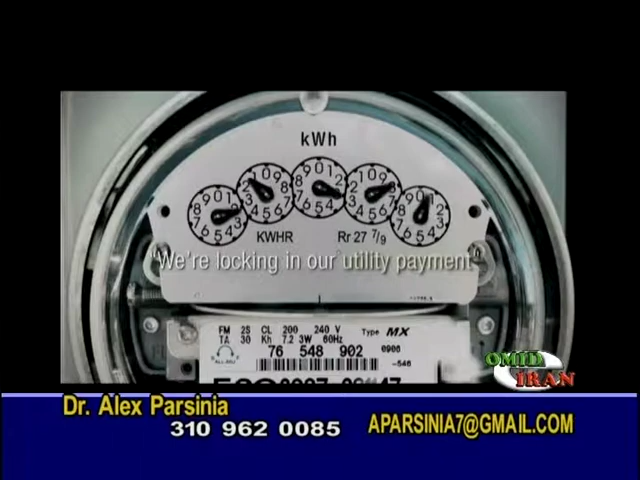 kWh
KWHR
Rr 27 7/9
"We're locking in our utility payment"
FM 2S CL 200 240 V Type MX
TA 30 Kh 7.2 3W 60Hz
76 548 902 0906
-546
OMID
IRAN
Dr. Alex Parsinia
310 962 0085
APARSINIA7@GMAIL.COM